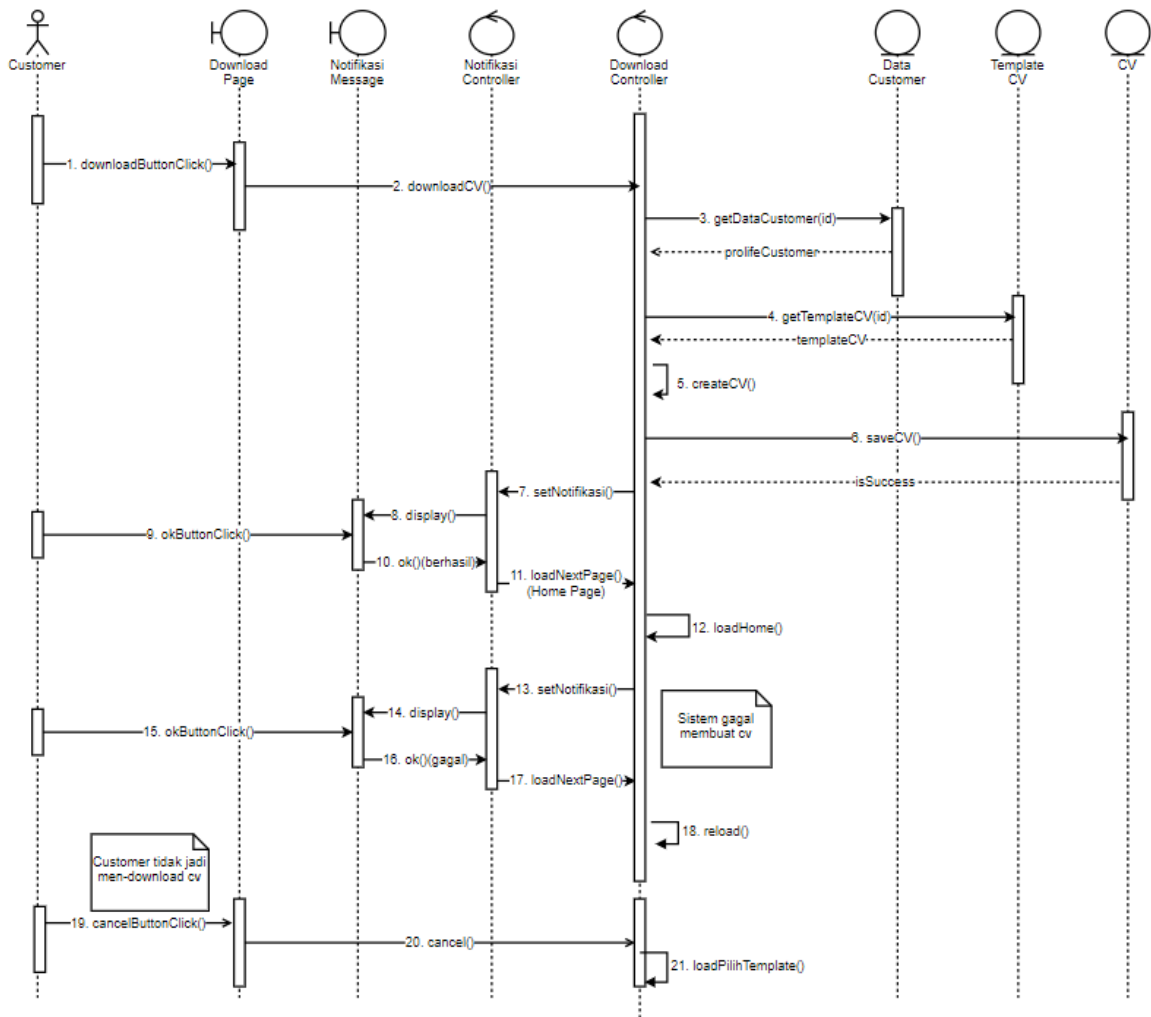 Customer
Download
Page
Notifikasi
Message
Notifikasi
Controller
Download
Controller
Data
Customer
Template
CV
CV
1. downloadButtonClick()
2. downloadCV()
3. getDataCustomer(id)
prolifeCustomer
4. getTemplateCV(id)
templateCV
5. createCV()
6. saveCV()
isSuccess
7. setNotifikasi()
8. display()
9. okButtonClick()
10. ok()(berhasil)
11. loadNextPage()
(Home Page)
12. loadHome()
13. setNotifikasi()
Sistem gagal
membuat cv
14. display()
15. okButtonClick()
16. ok()(gagal)
17. loadNextPage()
18. reload()
Customer tidak jadi
men-download cv
19. cancelButtonClick()
20. cancel()
21. loadPilihTemplate()